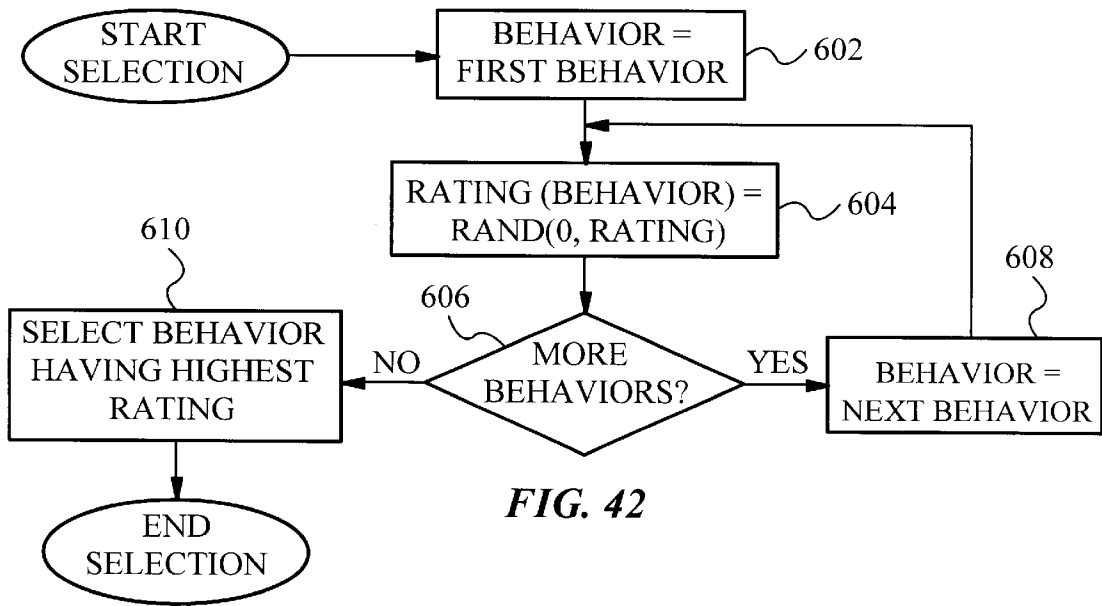 START
SELECTION
BEHAVIOR =
FIRST BEHAVIOR
602
RATING (BEHAVIOR) =
RAND(0, RATING)
604
606
MORE
BEHAVIORS?
NO
YES
608
BEHAVIOR =
NEXT BEHAVIOR
610
SELECT BEHAVIOR
HAVING HIGHEST
RATING
END
SELECTION
FIG. 42